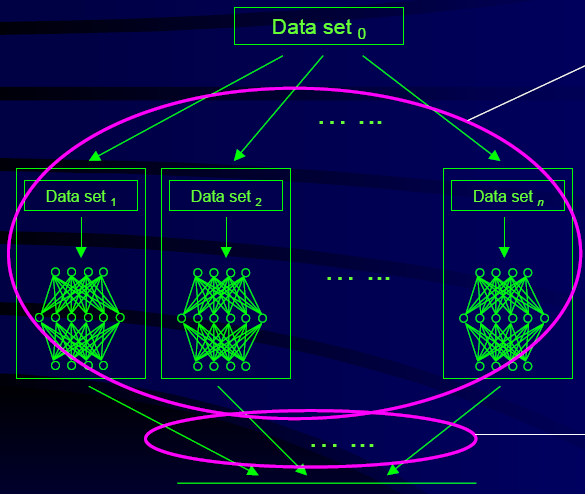 Data set 0
... ...
Data set 1
Data set 2
Data set n
... ...
... ...